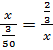 x/(3/50) = (2/3)/x